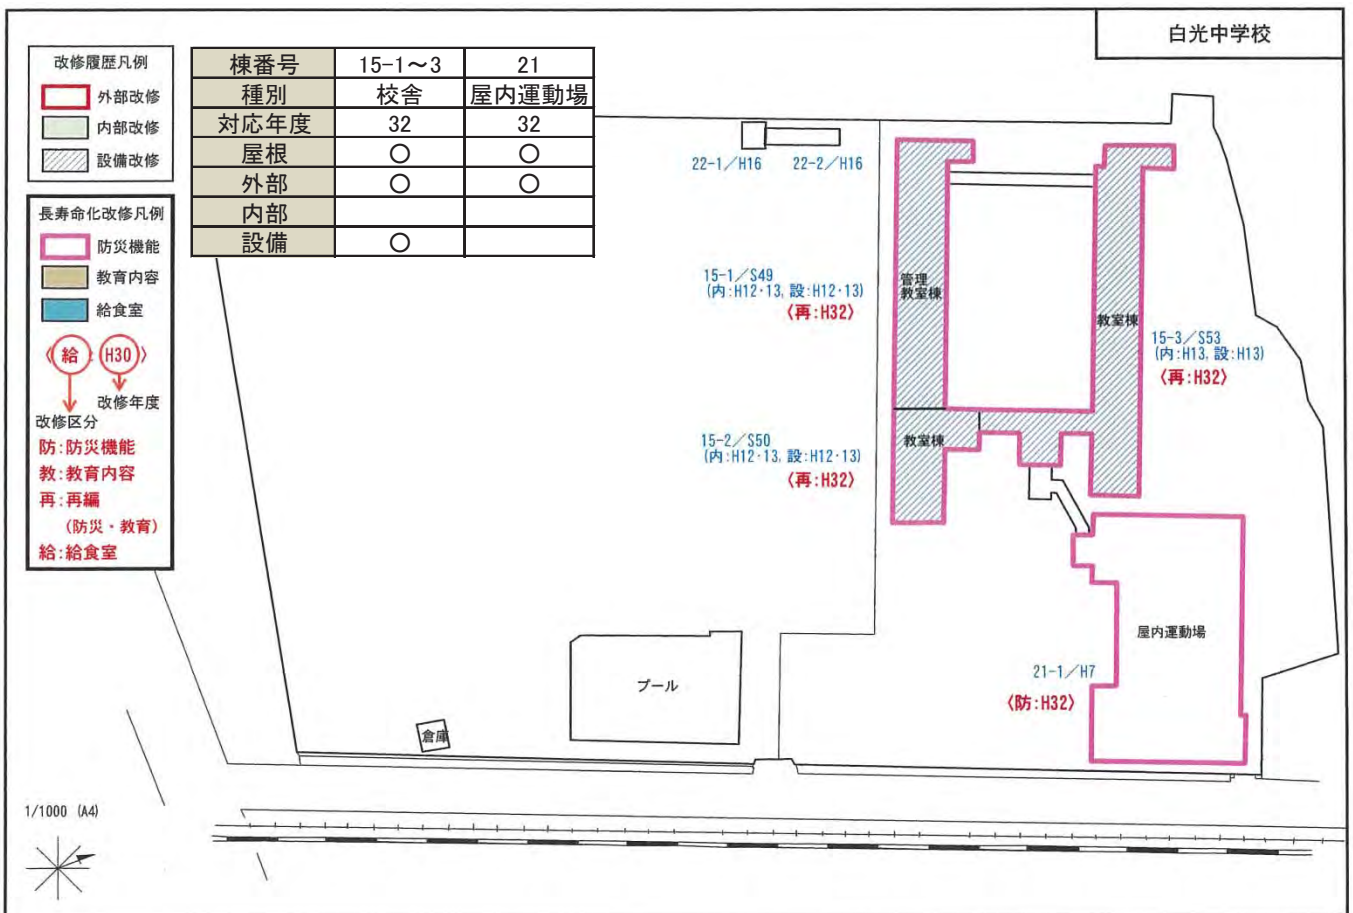 白光中学校
改修履歴凡例
外部改修
内部改修
設備改修
棟番号 15-1～3 21
種別 校舎 屋内運動場
対応年度 32 32
屋根 〇 〇
外部 〇 〇
内部
設備 〇
長寿命化改修凡例
防災機能
教育内容
給食室
〈給:H30〉
改修年度
改修区分
防:防災機能
教:教育内容
再:再編
(防災・教育)
給:給食室
22-1／H16 22-2／H16
15-1／S49
(内:H12・13, 設:H12・13)
〈再:H32〉
管理
教室棟
教室棟
15-3／S53
(内:H13, 設:H13)
〈再:H32〉
15-2／S50
(内:H12・13, 設:H12・13)
〈再:H32〉
教室棟
屋内運動場
21-1／H7
〈防:H32〉
プール
倉庫
1/1000 (A4)